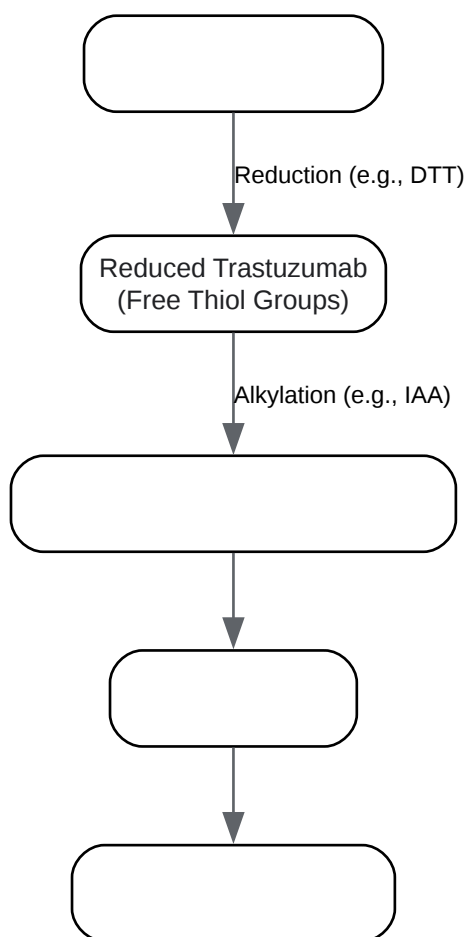 Reduction (e.g., DTT)
Reduced Trastuzumab
(Free Thiol Groups)
Alkylation (e.g., IAA)